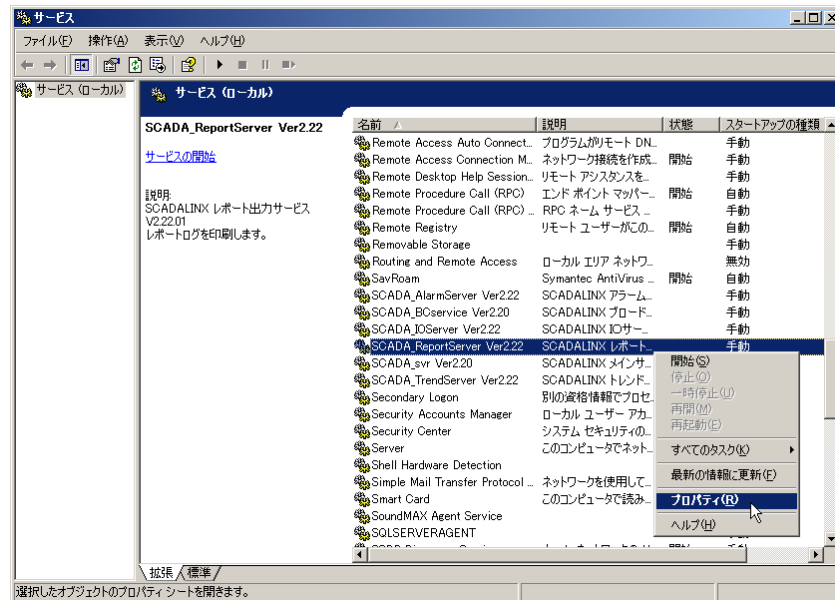 サービス
ファイル(F) 操作(A) 表示(V) ヘルプ(H)
サービス (ローカル)
サービス (ローカル)
SCADA_ReportServer Ver2.22
サービスの開始
説明:
SCADALINX レポート出力サービス
V2.22.01
レポートログを印刷します。
名前 説明 状態 スタートアップの種類
Remote Access Auto Connect... プログラムがリモート DN... 手動
Remote Access Connection M... ネットワーク接続を作成... 開始 手動
Remote Desktop Help Session... リモート アシスタンスを... 手動
Remote Procedure Call (RPC) エンド ポイント マッパー... 開始 自動
Remote Procedure Call (RPC) ... RPC ネーム サービス ... 手動
Remote Registry リモート ユーザーがこの... 開始 自動
Removable Storage 手動
Routing and Remote Access ローカル エリア ネットワ... 無効
SavRoam Symantec AntiVirus ... 開始 自動
SCADA_AlarmServer Ver2.22 SCADALINX アラーム... 手動
SCADA_BCservice Ver2.20 SCADALINX ブロード... 手動
SCADA_IOServer Ver2.22 SCADALINX IOサー... 手動
SCADA_ReportServer Ver2.22 SCADALINX レポート... 手動
SCADA_svr Ver2.20 SCADALINX メインサ...
SCADA_TrendServer Ver2.22 SCADALINX トレンド...
Secondary Logon 別の資格情報でプロセ...
Security Accounts Manager ローカル ユーザー アカ...
Security Center システム セキュリティの...
Server このコンピュータでネット...
Shell Hardware Detection
Simple Mail Transfer Protocol ... ネットワークを使用して...
Smart Card このコンピュータで読み...
SoundMAX Agent Service
SQLSERVERAGENT
開始(S)
停止(O)
一時停止(U)
再開(M)
再起動(E)
すべてのタスク(K)
最新の情報に更新(F)
プロパティ(R)
ヘルプ(H)
拡張 標準
選択したオブジェクトのプロパティ シートを開きます。